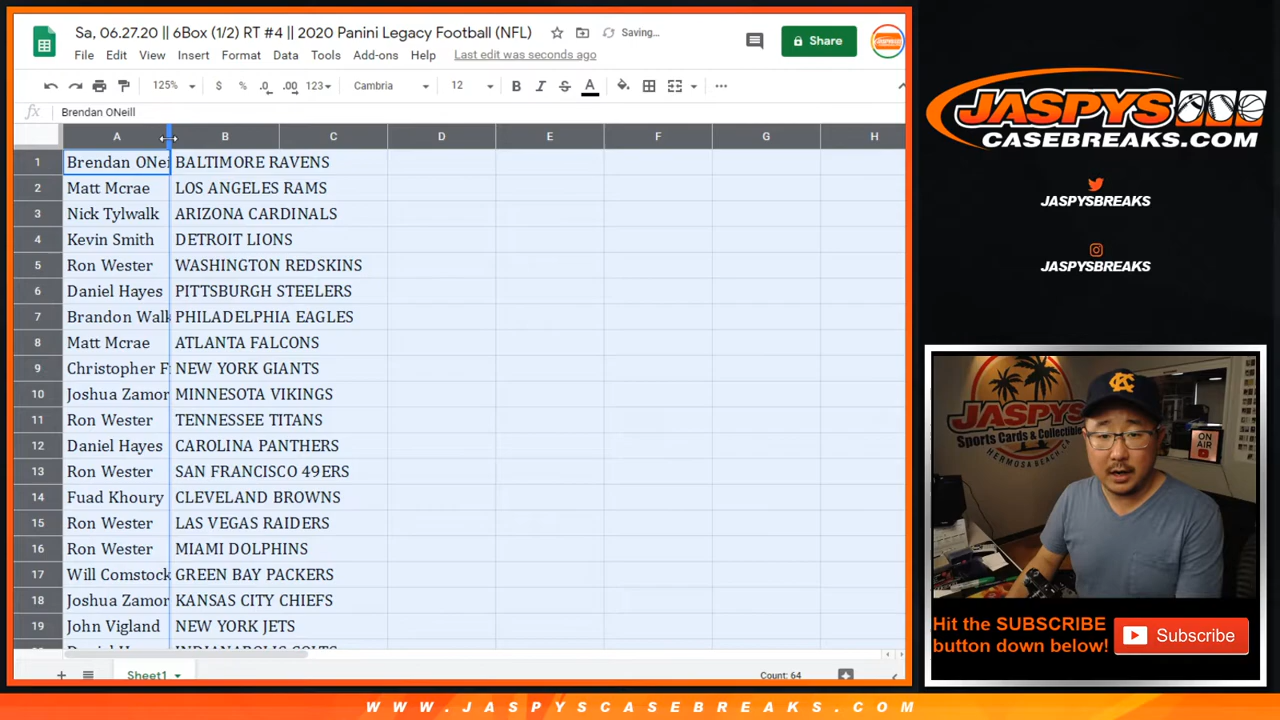 Sa, 06.27.20 || 6Box (1/2) RT #4 || 2020 Panini Legacy Football (NFL)
Saving...
File Edit View Insert Format Data Tools Add-ons Help Last edit was seconds ago
Share
125% $ % .0 .00 123 Cambria 12 B I S A
fx Brendan ONeill
A B C D E F G H
1 Brendan ONei BALTIMORE RAVENS
2 Matt Mcrae LOS ANGELES RAMS
3 Nick Tylwalk ARIZONA CARDINALS
4 Kevin Smith DETROIT LIONS
5 Ron Wester WASHINGTON REDSKINS
6 Daniel Hayes PITTSBURGH STEELERS
7 Brandon Walk PHILADELPHIA EAGLES
8 Matt Mcrae ATLANTA FALCONS
9 Christopher F NEW YORK GIANTS
10 Joshua Zamor MINNESOTA VIKINGS
11 Ron Wester TENNESSEE TITANS
12 Daniel Hayes CAROLINA PANTHERS
13 Ron Wester SAN FRANCISCO 49ERS
14 Fuad Khoury CLEVELAND BROWNS
15 Ron Wester LAS VEGAS RAIDERS
16 Ron Wester MIAMI DOLPHINS
17 Will Comstock GREEN BAY PACKERS
18 Joshua Zamor KANSAS CITY CHIEFS
19 John Vigland NEW YORK JETS
Sheet1
Count: 64
JASPYS
CASEBREAKS.COM
JASPYSBREAKS
JASPYSBREAKS
JASPYS
Sports Cards & Collectible
HERMOSA BEACH, CA
ON AIR
KC
Hit the SUBSCRIBE
button down below!
Subscribe
WWW.JASPYSCASEBREAKS.COM